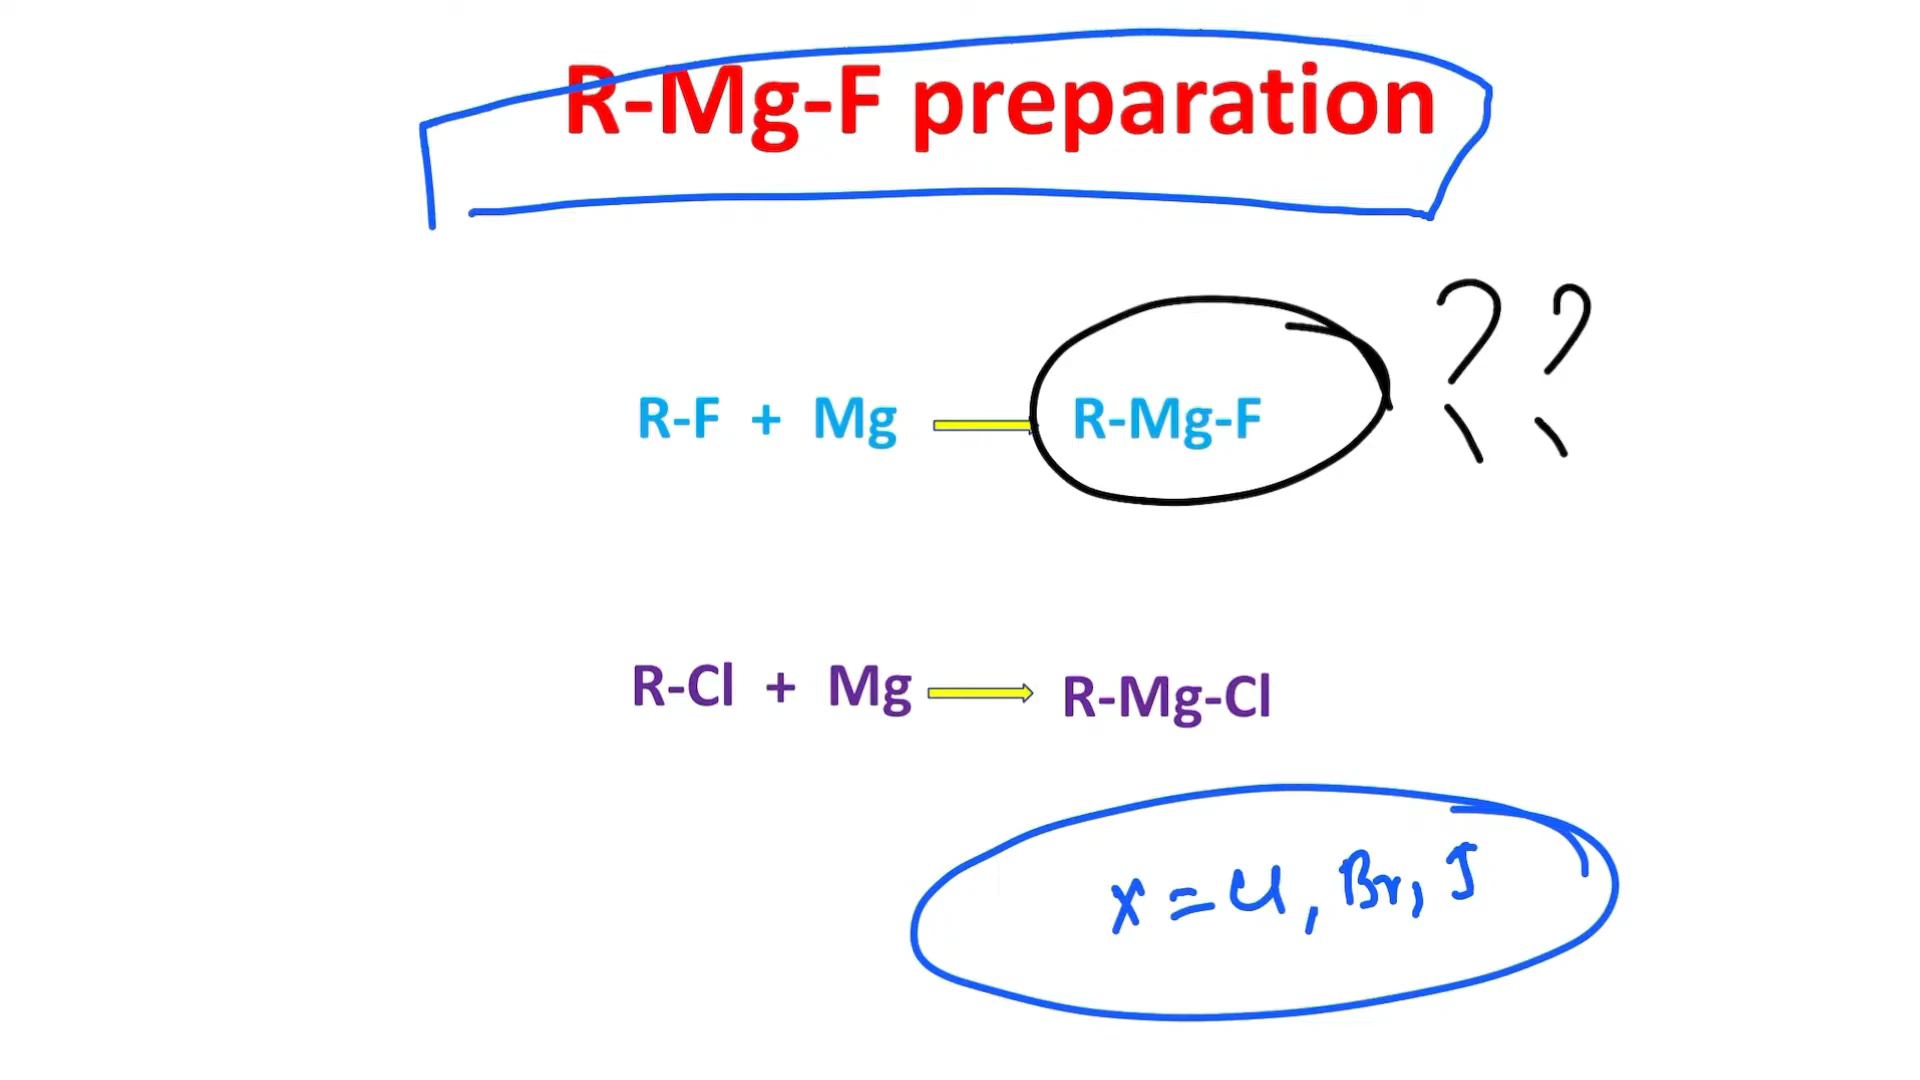 R-Mg-F preparation
R-F + Mg → R-Mg-F ??
R-Cl + Mg → R-Mg-Cl
X = Cl, Br, I